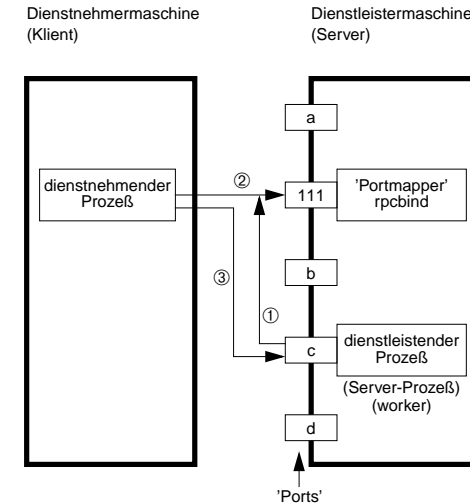 Dienstnehmermaschine
(Klient)
Dienstleistermaschine
(Server)
a
dienstnehmender
Prozeß
②
111
'Portmapper'
rpcbind
b
③
①
c
dienstleistender
Prozeß
(Server-Prozeß)
(worker)
d
'Ports'